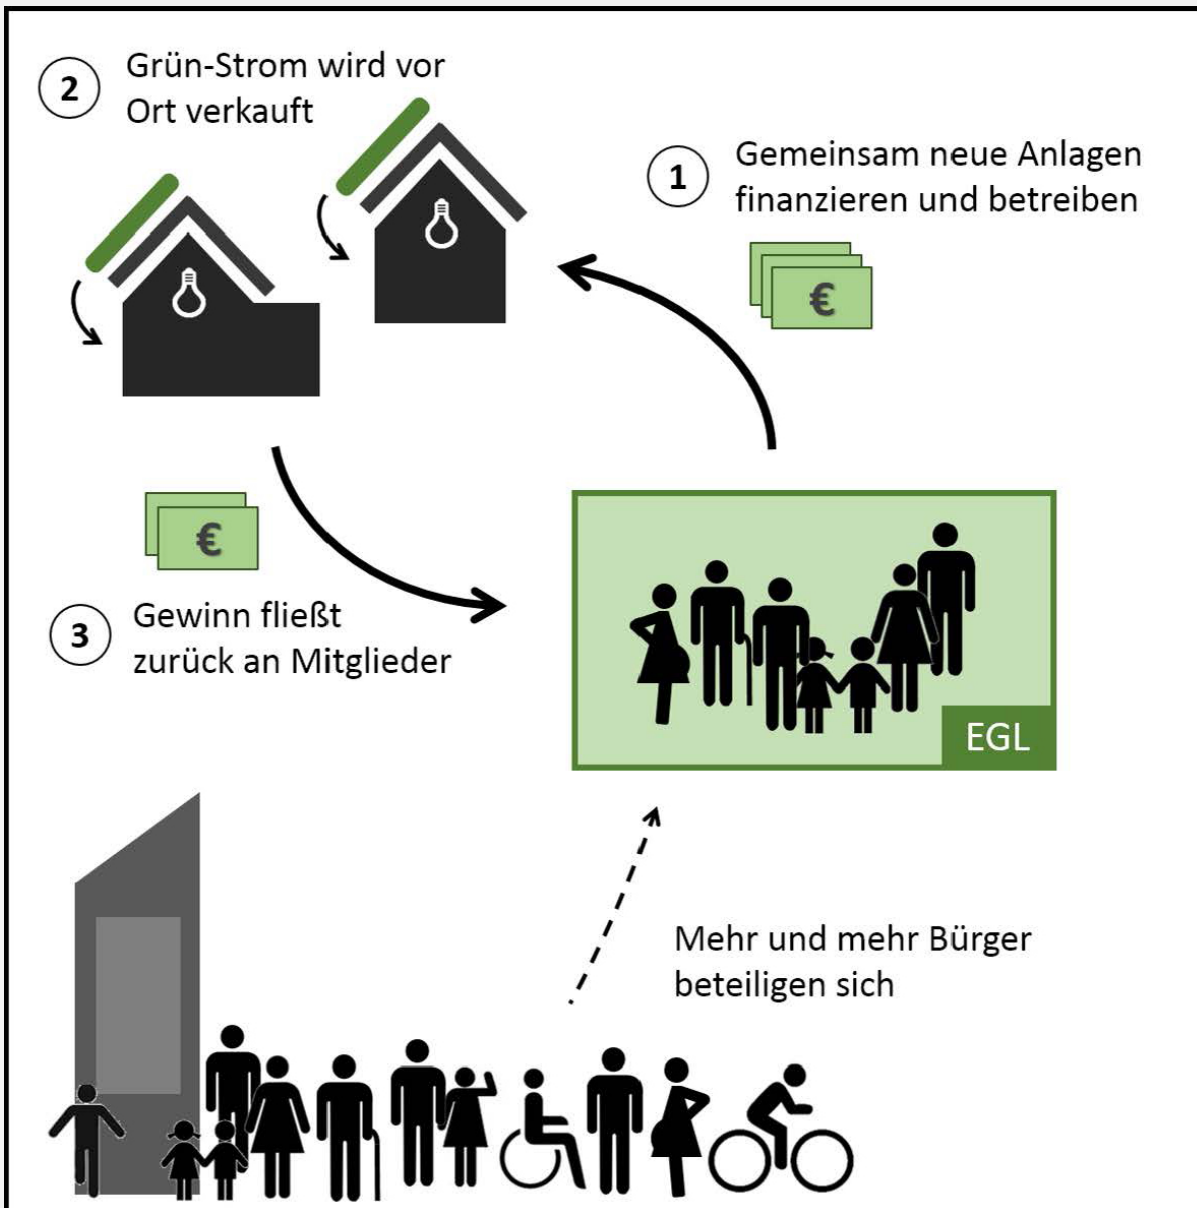 1
Gemeinsam neue Anlagen
finanzieren und betreiben
€
2
Grün-Strom wird vor
Ort verkauft
€
3
Gewinn fließt
zurück an Mitglieder
EGL
Mehr und mehr Bürger
beteiligen sich